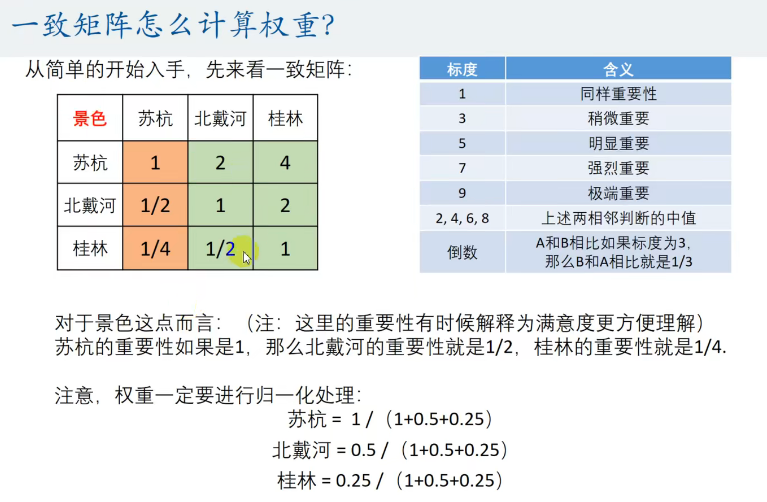 一致矩阵怎么计算权重?
从简单的开始入手，先来看一致矩阵：
景色 苏杭 北戴河 桂林
苏杭 1 2 4
北戴河 1/2 1 2
桂林 1/4 1/2 1
标度 含义
1 同样重要性
3 稍微重要
5 明显重要
7 强烈重要
9 极端重要
2, 4, 6, 8 上述两相邻判断的中值
倒数 A和B相比如果标度为3，
那么B和A相比就是1/3
对于景色这点而言：（注：这里的重要性有时候解释为满意度更方便理解）
苏杭的重要性如果是1，那么北戴河的重要性就是1/2，桂林的重要性就是1/4.
注意，权重一定要进行归一化处理：
苏杭 = 1 /（1+0.5+0.25）
北戴河 = 0.5 /（1+0.5+0.25）
桂林 = 0.25 /（1+0.5+0.25）